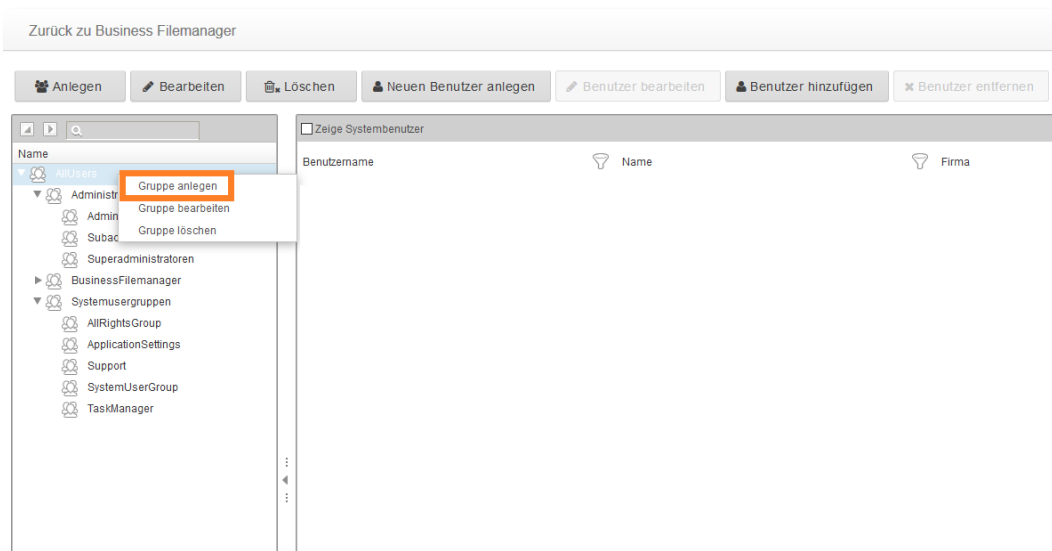 Zurück zu Business Filemanager
Anlegen Bearbeiten Löschen Neuen Benutzer anlegen Benutzer bearbeiten Benutzer hinzufügen Benutzer entfernen
Zeige Systembenutzer
Name
Benutzername Name Firma
AllUsers
Gruppe anlegen
Administr
Gruppe bearbeiten
Admin
Gruppe löschen
Subad
Superadministratoren
BusinessFilemanager
Systemusergruppen
AllRightsGroup
ApplicationSettings
Support
SystemUserGroup
TaskManager